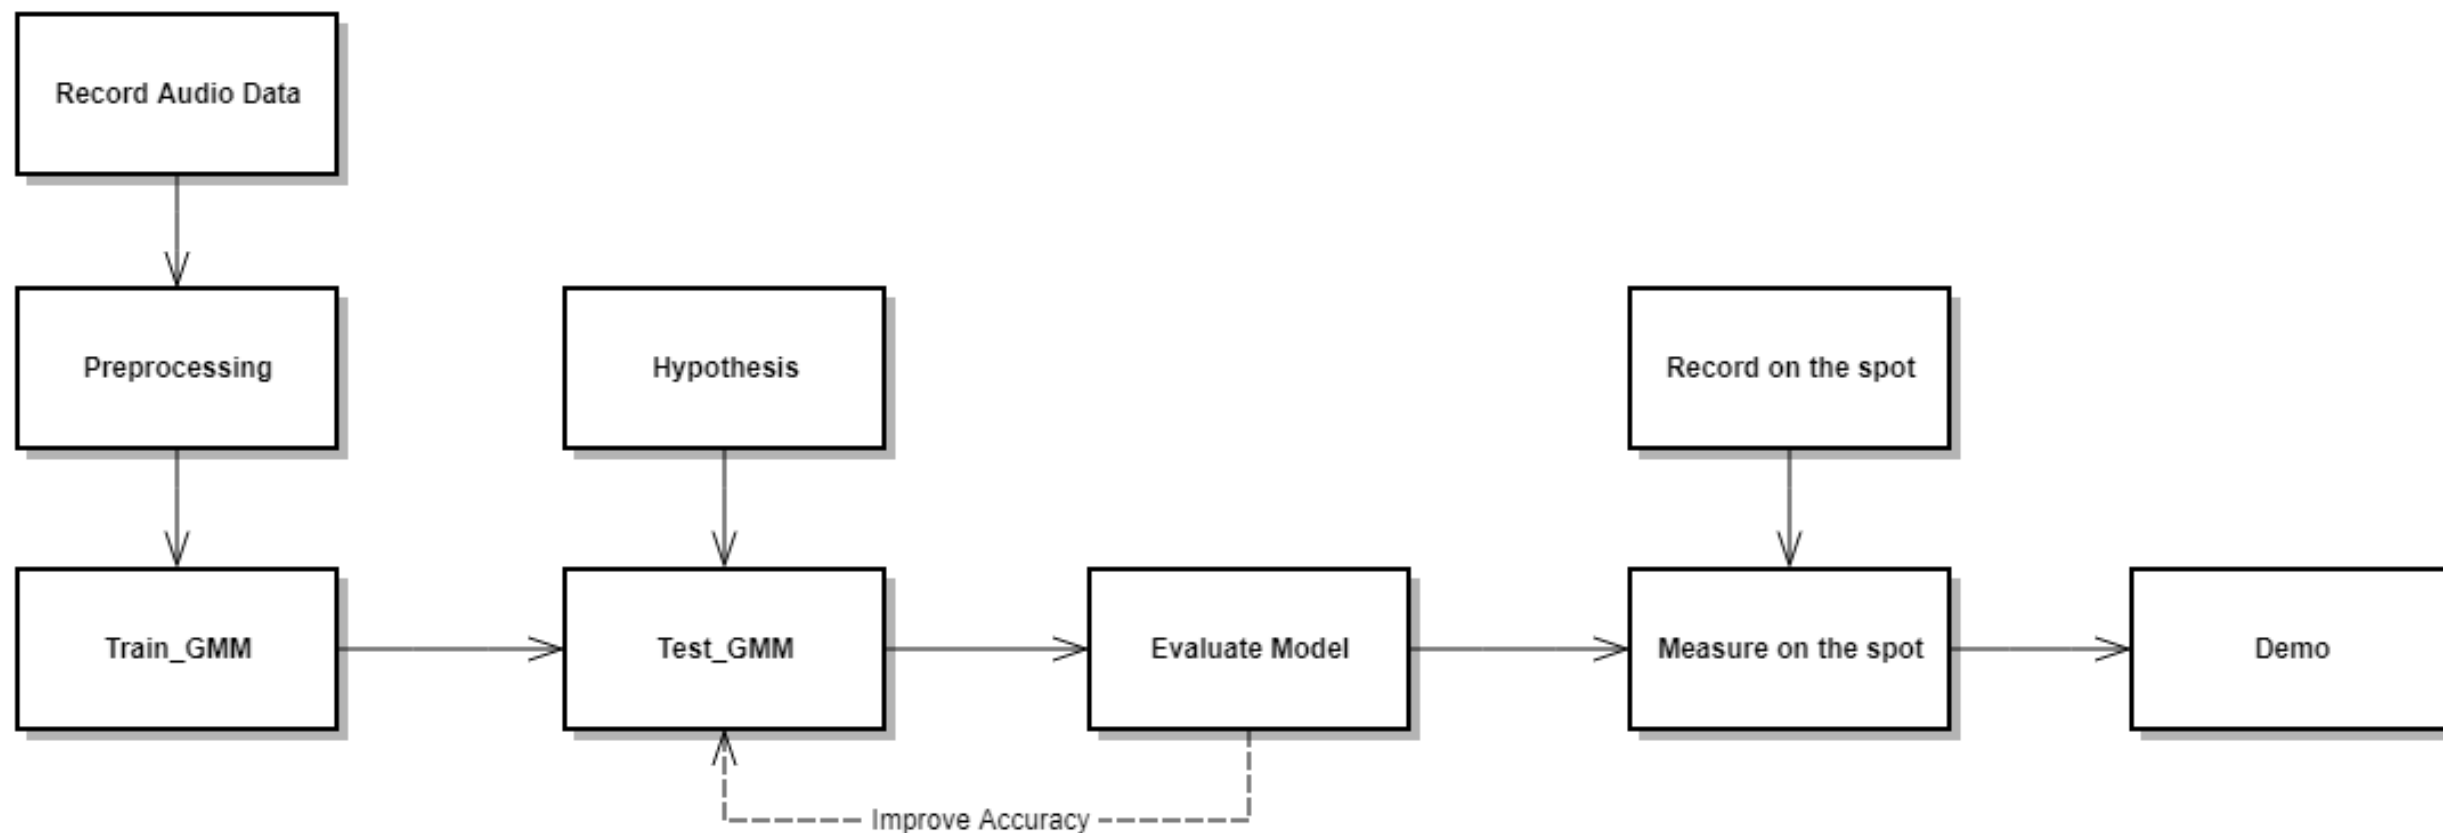 Record Audio Data
Preprocessing
Hypothesis
Record on the spot
Train_GMM
Test_GMM
Evaluate Model
Measure on the spot
Demo
Improve Accuracy